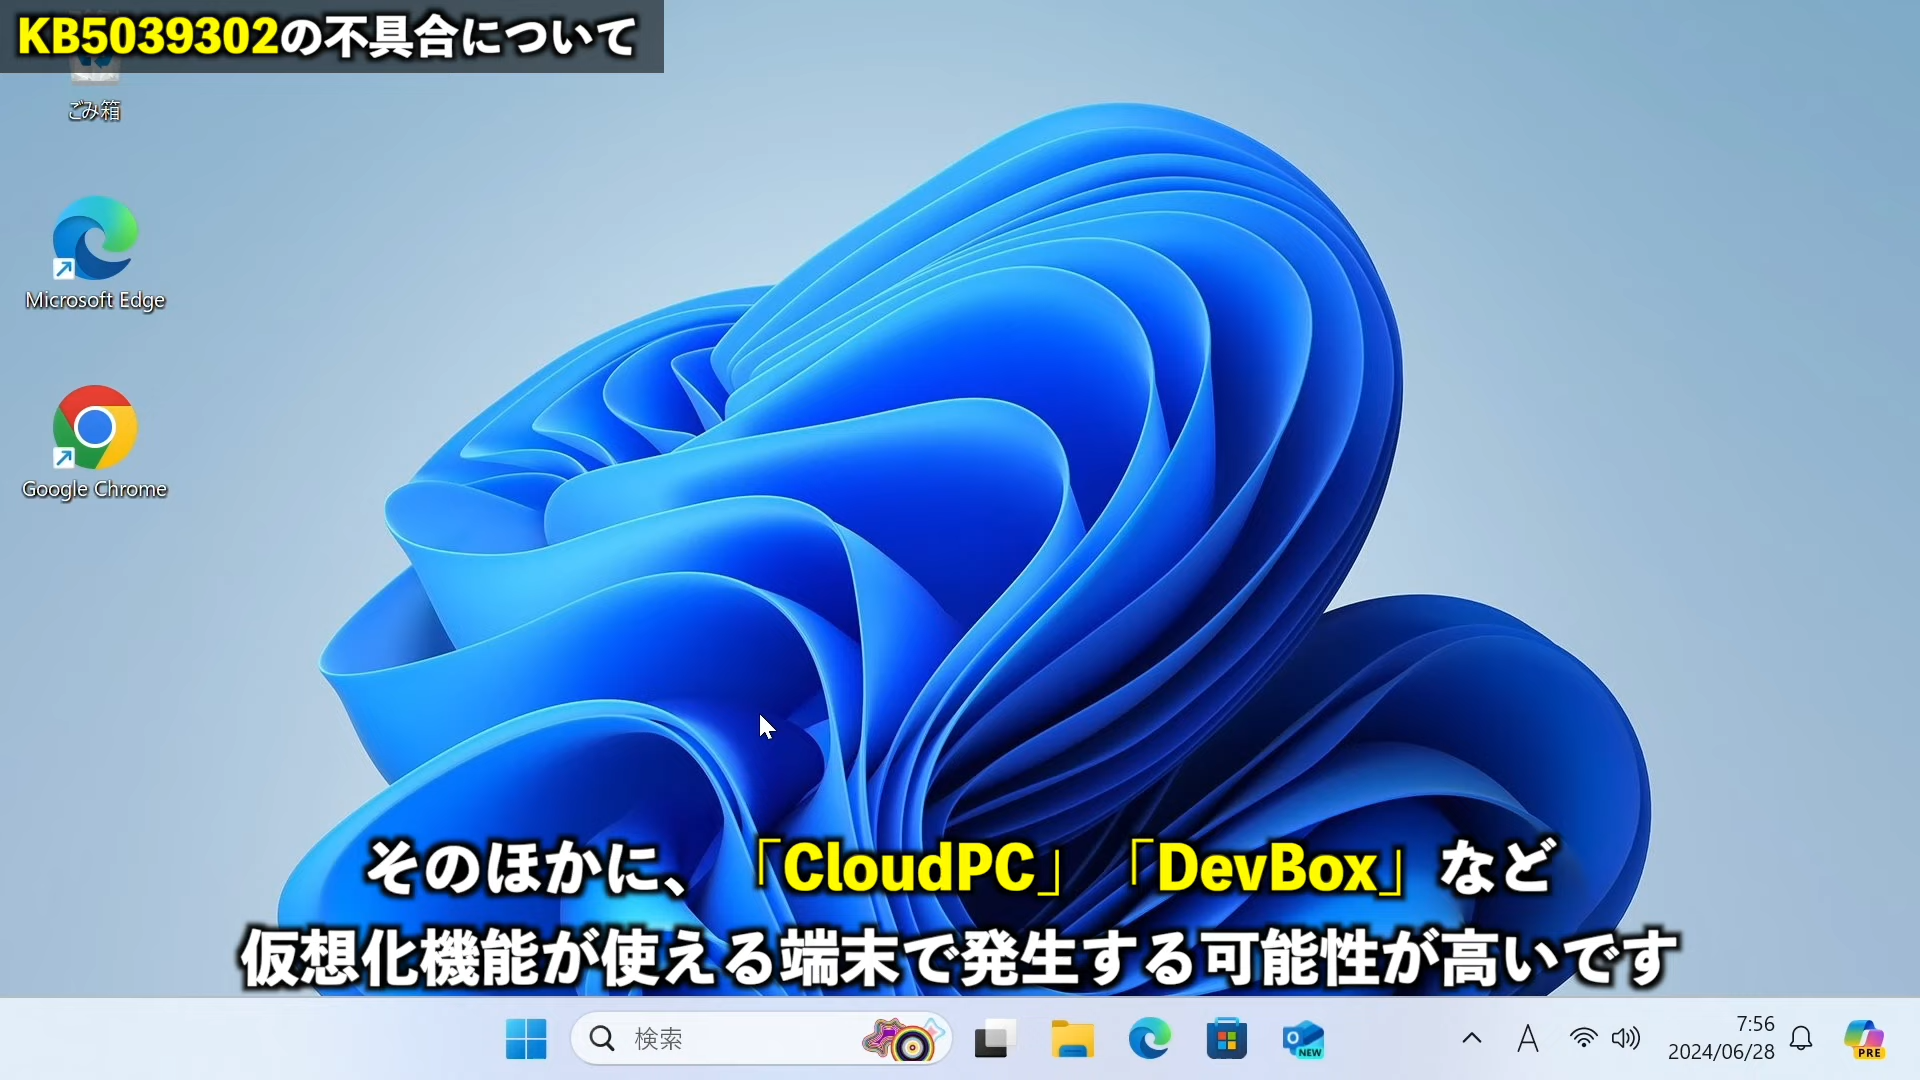 KB5039302の不具合について
ごみ箱
Microsoft Edge
Google Chrome
そのほかに、「CloudPC」「DevBox」など
仮想化機能が使える端末で発生する可能性が高いです
検索
NEW
A
7:56
2024/06/28
PRE